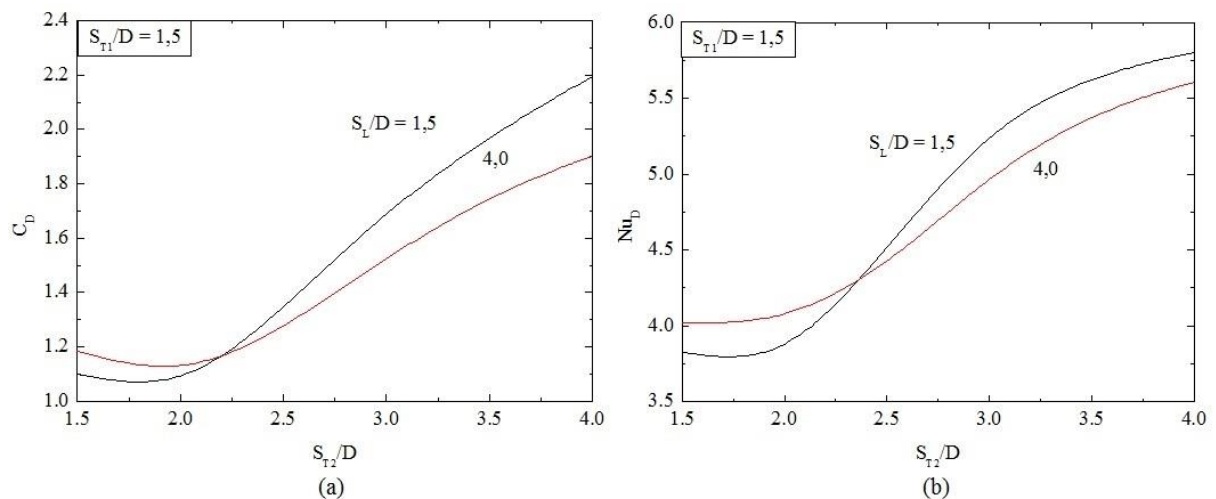 S_T1/D = 1,5
2.4
2.2
2.0
1.8
1.6
1.4
1.2
1.0
C_D
S_L/D = 1,5
4,0
1.5
2.0
2.5
3.0
3.5
4.0
S_T2/D
(a)
S_T1/D = 1,5
6.0
5.5
5.0
4.5
4.0
3.5
Nu_D
S_L/D = 1,5
4,0
1.5
2.0
2.5
3.0
3.5
4.0
S_T2/D
(b)